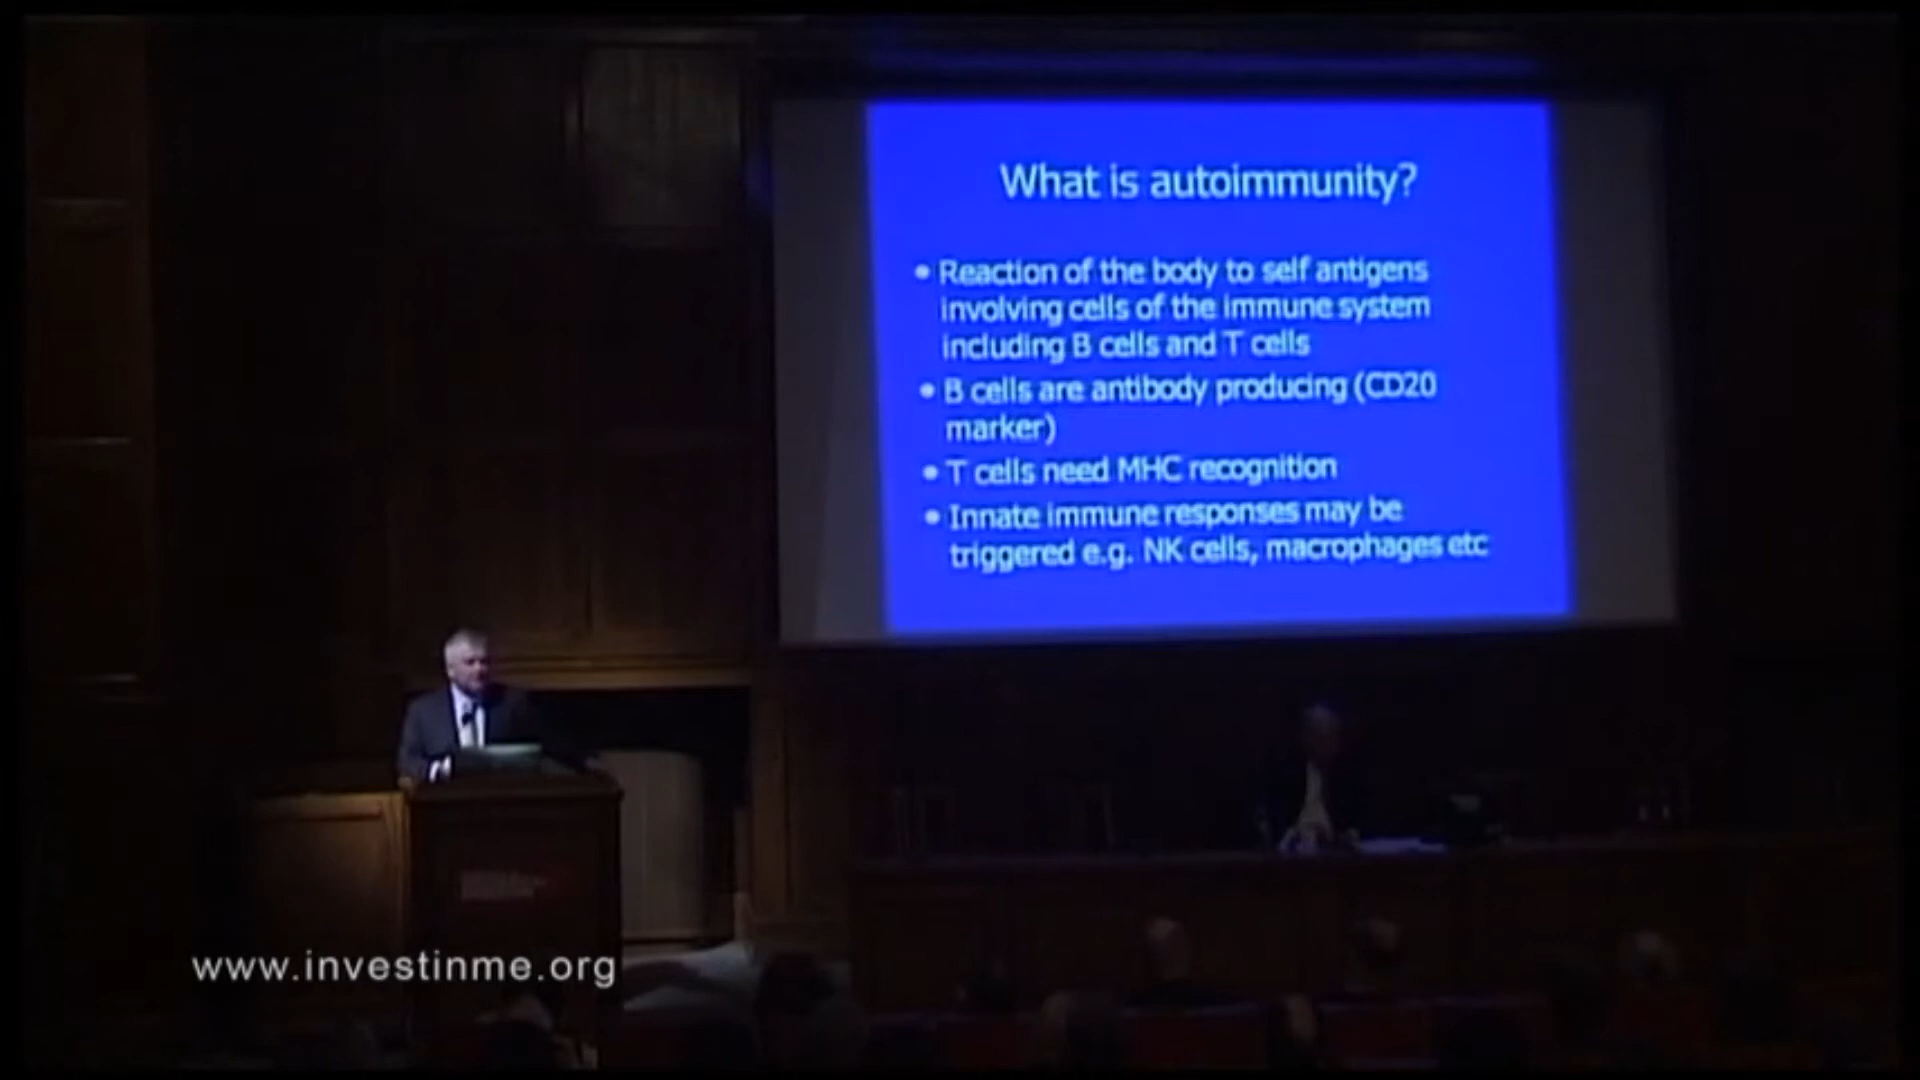 What is autoimmunity?
• Reaction of the body to self antigens
involving cells of the immune system
including B cells and T cells
• B cells are antibody producing (CD20
marker)
• T cells need MHC recognition
• Innate immune responses may be
triggered e.g. NK cells, macrophages etc
www.investinme.org